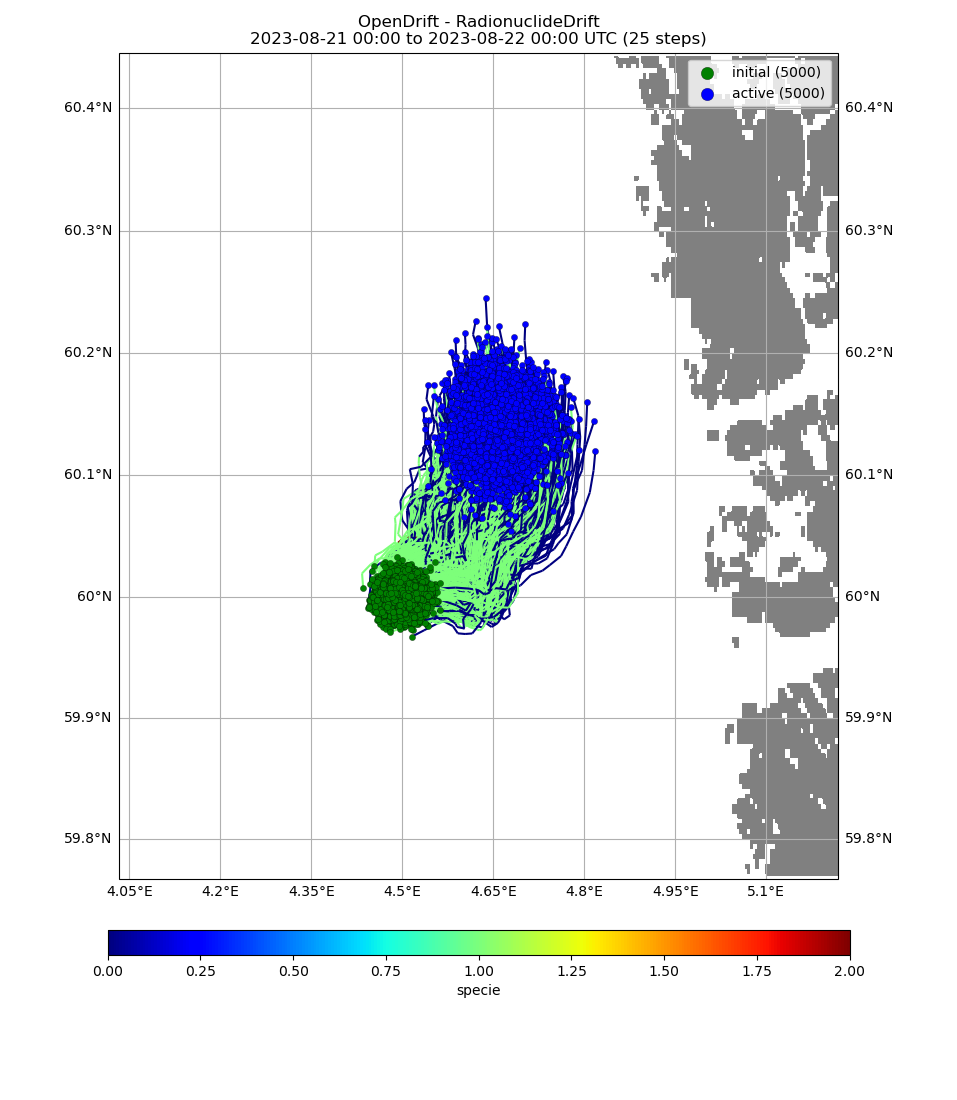 OpenDrift - RadionuclideDrift
2023-08-21 00:00 to 2023-08-22 00:00 UTC (25 steps)
initial (5000)
active (5000)
60.4°N 60.4°N
60.3°N 60.3°N
60.2°N 60.2°N
60.1°N 60.1°N
60°N 60°N
59.9°N 59.9°N
59.8°N 59.8°N
4.05°E 4.2°E 4.35°E 4.5°E 4.65°E 4.8°E 4.95°E 5.1°E
0.00 0.25 0.50 0.75 1.00 1.25 1.50 1.75 2.00
specie